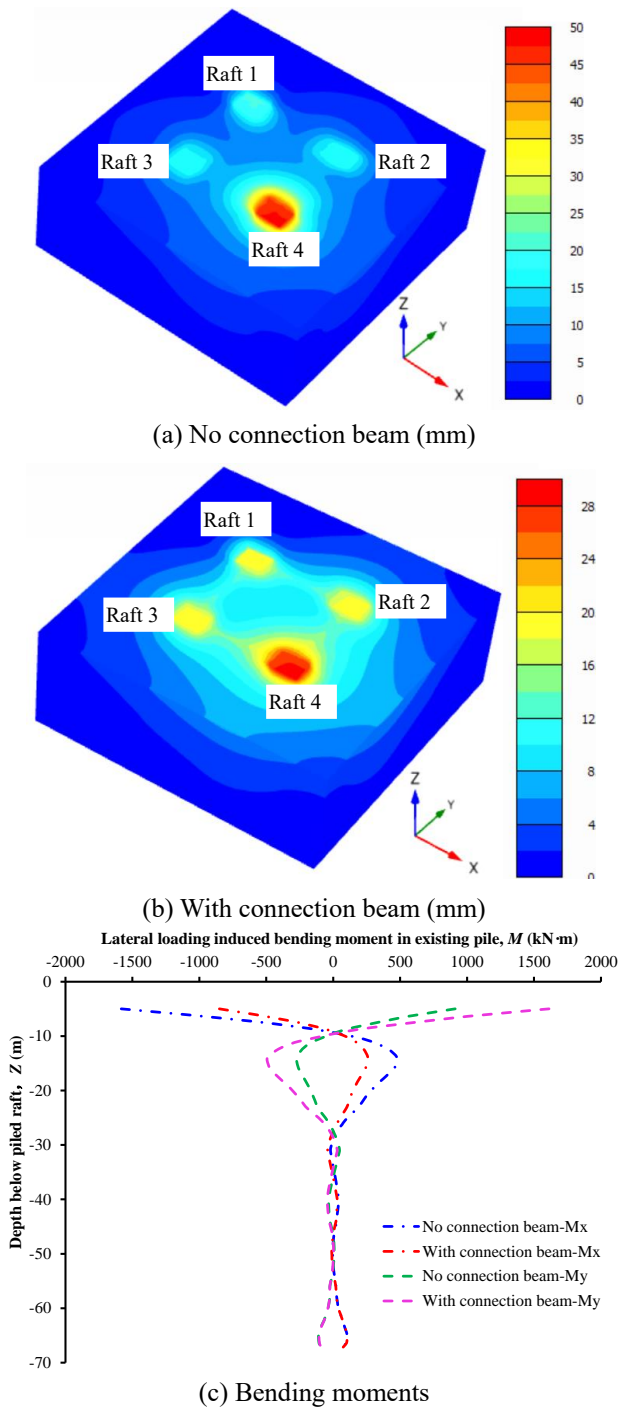 Raft 1
Raft 3
Raft 2
Raft 4
50
45
40
35
30
25
20
15
10
5
0
Z
Y
X
(a) No connection beam (mm)
Raft 1
Raft 3
Raft 2
Raft 4
28
24
20
16
12
8
4
0
Z
Y
X
(b) With connection beam (mm)
Lateral loading induced bending moment in existing pile, M (kN·m)
-2000 -1500 -1000 -500 0 500 1000 1500 2000
0
-10
-20
-30
-40
-50
-60
-70
Depth below piled raft, Z (m)
No connection beam-Mx
With connection beam-Mx
No connection beam-My
With connection beam-My
(c) Bending moments